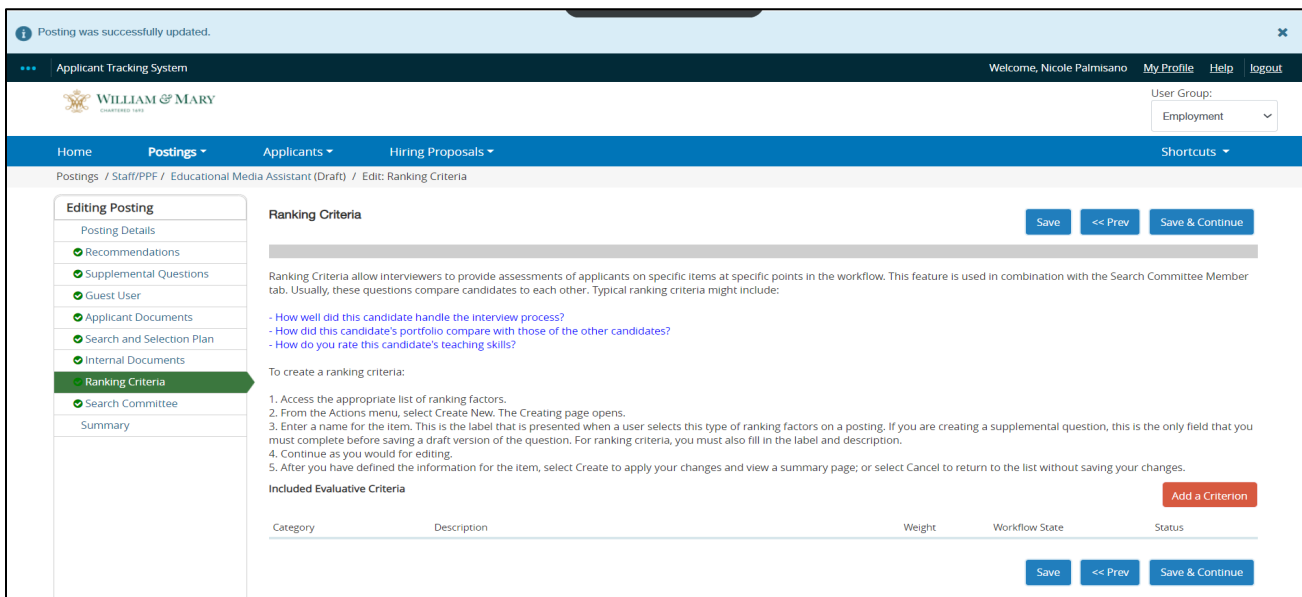 Posting was successfully updated.
Applicant Tracking System
Welcome, Nicole Palmisano My Profile Help logout
WILLIAM & MARY
CHARTERED 1693
User Group:
Employment
Home Postings Applicants Hiring Proposals Shortcuts
Postings / Staff/PPF / Educational Media Assistant (Draft) / Edit: Ranking Criteria
Editing Posting
Posting Details
Recommendations
Supplemental Questions
Guest User
Applicant Documents
Search and Selection Plan
Internal Documents
Ranking Criteria
Search Committee
Summary
Ranking Criteria
Save << Prev Save & Continue
Ranking Criteria allow interviewers to provide assessments of applicants on specific items at specific points in the workflow. This feature is used in combination with the Search Committee Member
tab. Usually, these questions compare candidates to each other. Typical ranking criteria might include:
- How well did this candidate handle the interview process?
- How did this candidate's portfolio compare with those of the other candidates?
- How do you rate this candidate's teaching skills?
To create a ranking criteria:
1. Access the appropriate list of ranking factors.
2. From the Actions menu, select Create New. The Creating page opens.
3. Enter a name for the item. This is the label that is presented when a user selects this type of ranking factors on a posting. If you are creating a supplemental question, this is the only field that you
must complete before saving a draft version of the question. For ranking criteria, you must also fill in the label and description.
4. Continue as you would for editing.
5. After you have defined the information for the item, select Create to apply your changes and view a summary page; or select Cancel to return to the list without saving your changes.
Included Evaluative Criteria
Add a Criterion
Category Description Weight Workflow State Status
Save << Prev Save & Continue